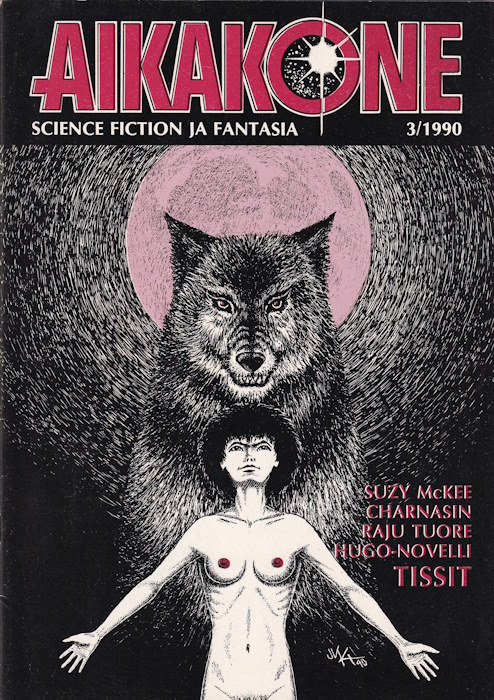 AIKAKONE
SCIENCE FICTION JA FANTASIA 3/1990
SUZY McKEE
CHARNASIN
RAJU TUORE
HUGO-NOVELLI
TISSIT